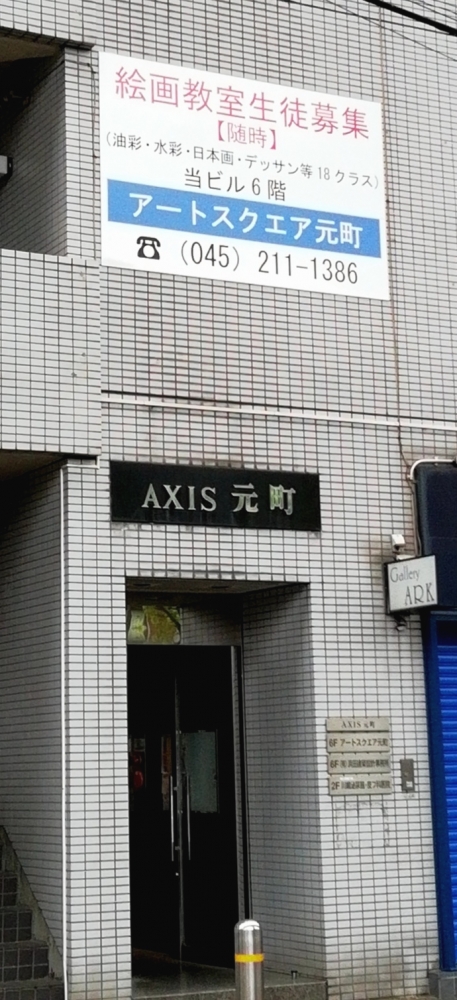 絵画教室生徒募集
【随時】
(油彩・水彩・日本画・デッサン等18クラス)
当ビル6階
アートスクエア元町
☎ (045) 211-1386
AXIS 元町
Gallery
ARK
AXIS 元町
6F アートスクエア元町
2F